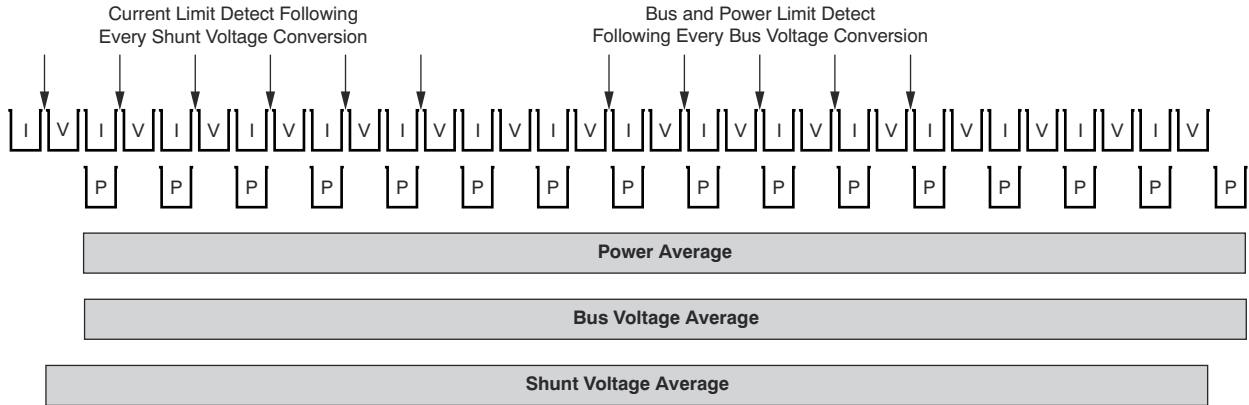 Current Limit Detect Following
Every Shunt Voltage Conversion
Bus and Power Limit Detect
Following Every Bus Voltage Conversion
I V I V I V I V I V I V I V I V I V I V I V I V I V I V I V I V
P P P P P P P P P P P P P P P P
Power Average
Bus Voltage Average
Shunt Voltage Average